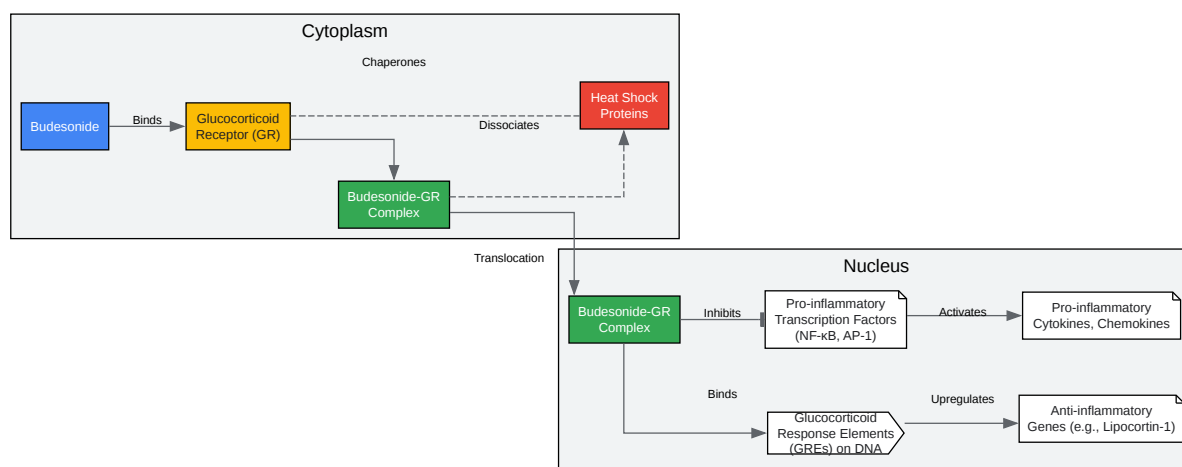 Cytoplasm
Chaperones
Budesonide
Binds
Glucocorticoid
Receptor (GR)
Heat Shock
Proteins
Dissociates
Budesonide-GR
Complex
Translocation
Nucleus
Budesonide-GR
Complex
Inhibits
Pro-inflammatory
Transcription Factors
(NF-κB, AP-1)
Activates
Pro-inflammatory
Cytokines, Chemokines
Binds
Glucocorticoid
Response Elements
(GREs) on DNA
Upregulates
Anti-inflammatory
Genes (e.g., Lipocortin-1)